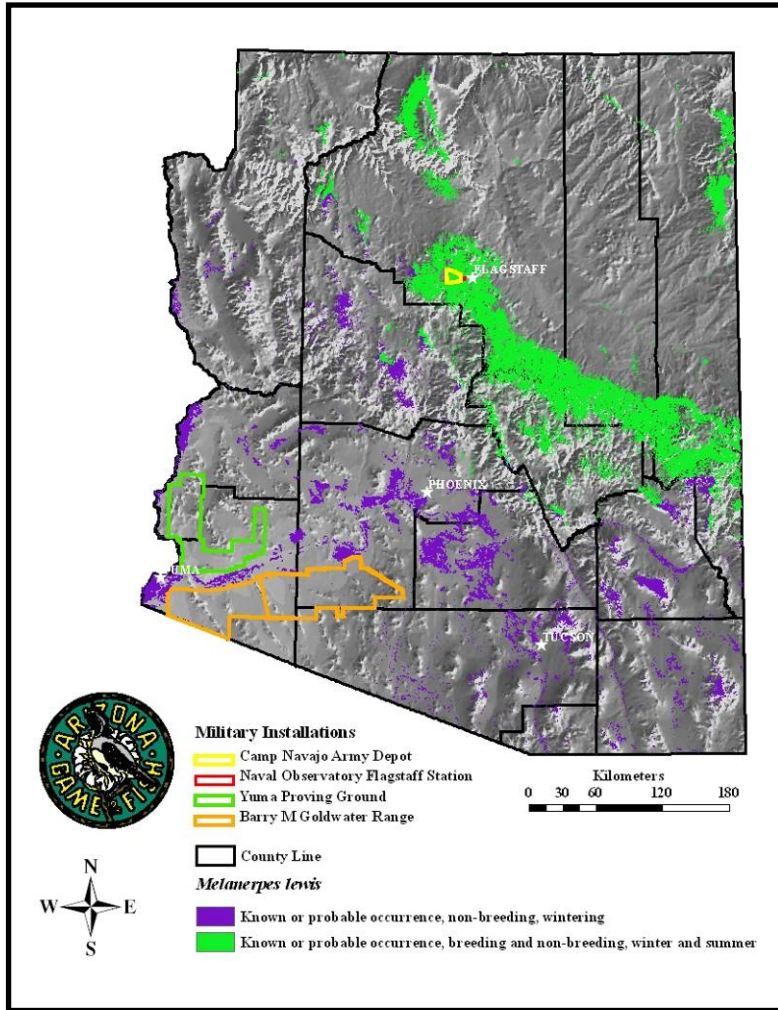 FLAGSTAFF
PHOENIX
YUMA
TUCSON
ARIZONA
GAME & FISH
Military Installations
Camp Navajo Army Depot
Naval Observatory Flagstaff Station
Yuma Proving Ground
Barry M Goldwater Range
County Line
Melanerpes lewis
Known or probable occurrence, non-breeding, wintering
Known or probable occurrence, breeding and non-breeding, winter and summer
Kilometers
0 30 60 120 180
N
W E
S